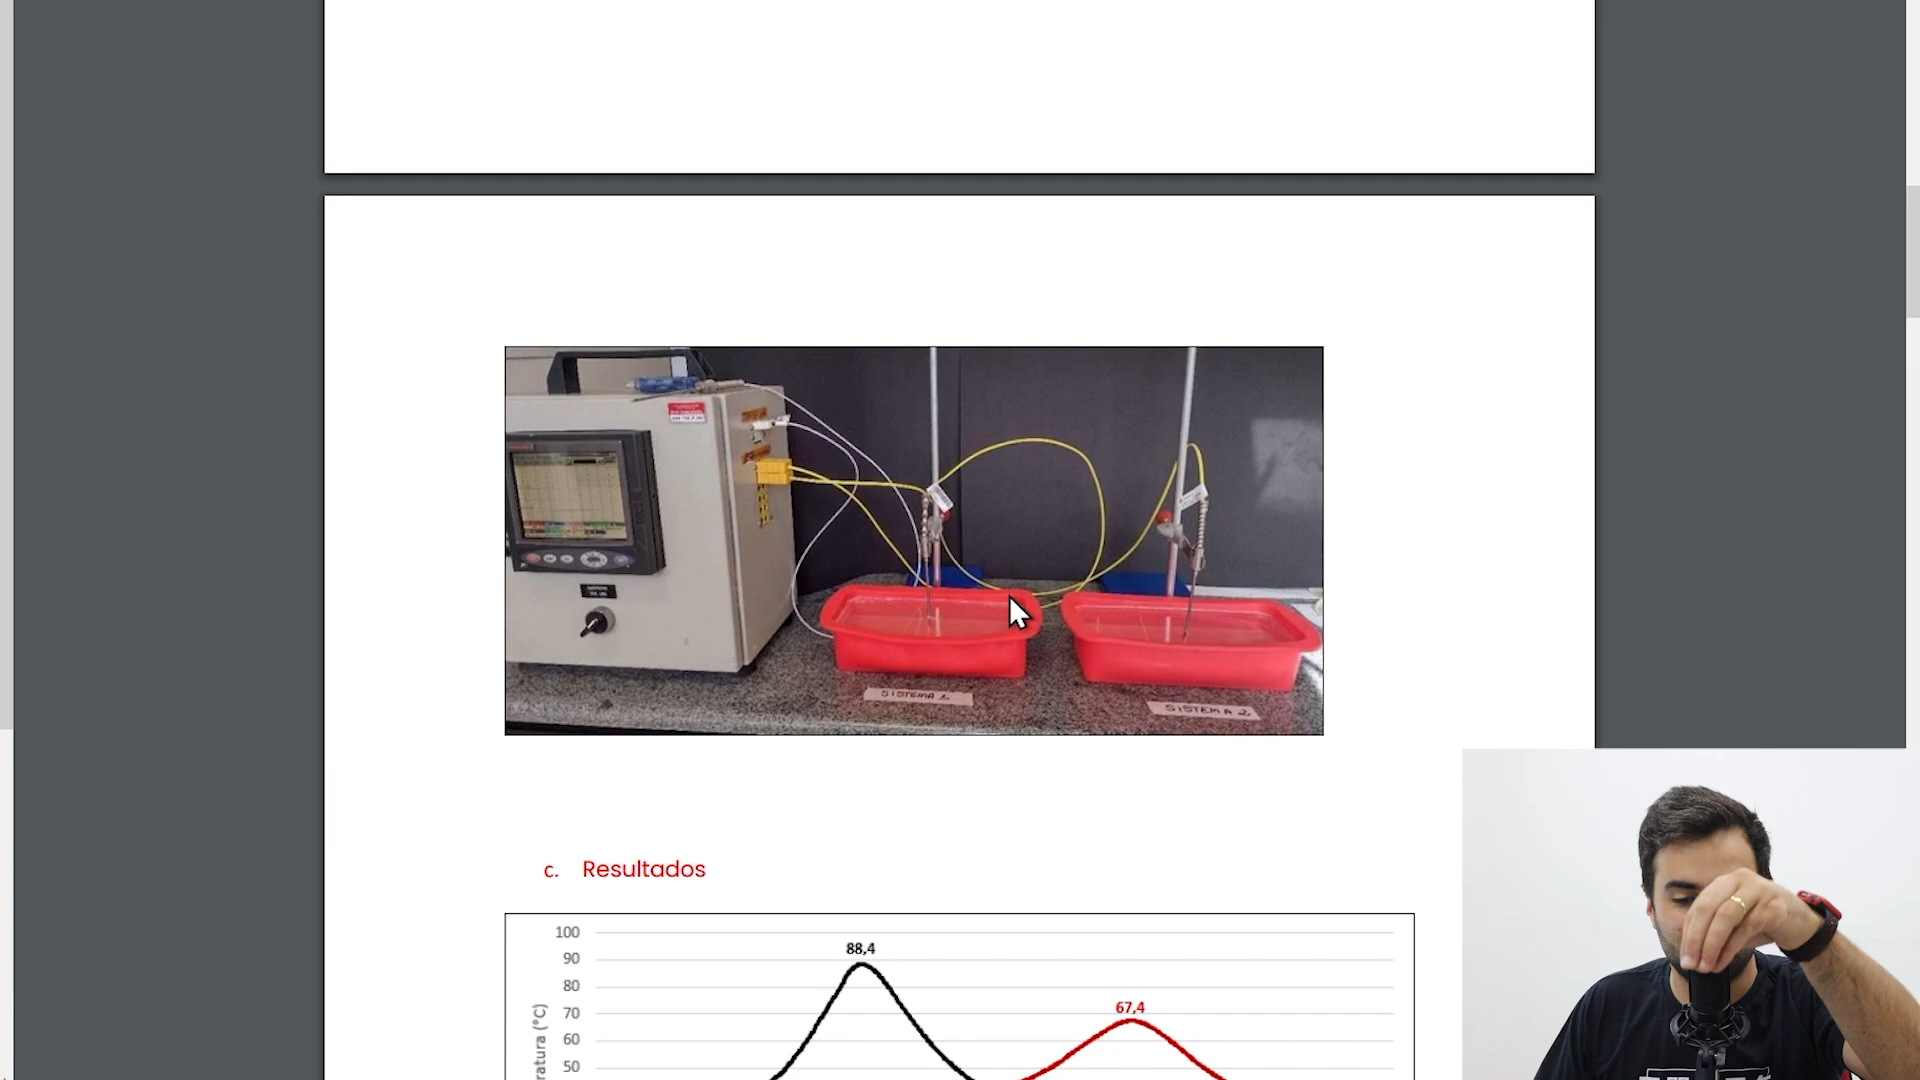 SISTEMA 1
SISTEMA 2
c. Resultados
100
90
80
70
60
50
88,4
67,4
ratura (°C)